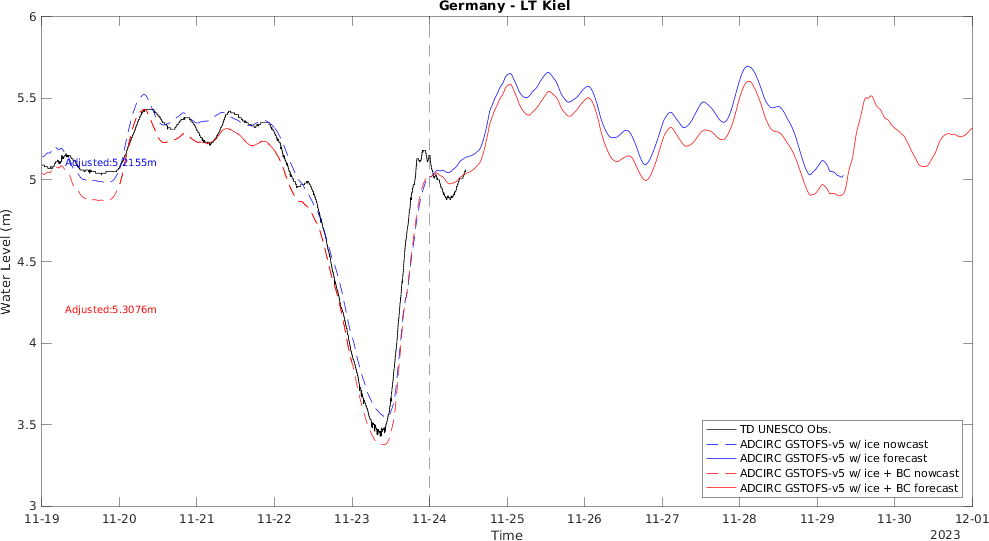 Germany - LT Kiel
6
5.5
5
4.5
4
3.5
3
Water Level (m)
Adjusted:5.2155m
Adjusted:5.3076m
TD UNESCO Obs.
ADCIRC GSTOFS-v5 w/ ice nowcast
ADCIRC GSTOFS-v5 w/ ice forecast
ADCIRC GSTOFS-v5 w/ ice + BC nowcast
ADCIRC GSTOFS-v5 w/ ice + BC forecast
11-19 11-20 11-21 11-22 11-23 11-24 11-25 11-26 11-27 11-28 11-29 11-30 12-01
Time
2023